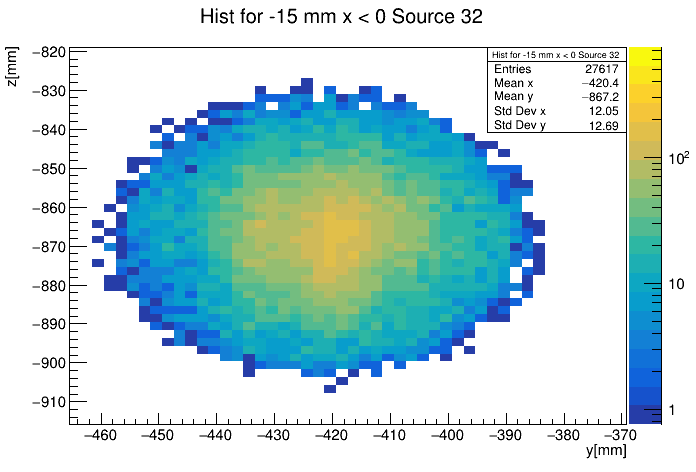 Hist for -15 mm x < 0 Source 32
z[mm]
−820
−830
−840
−850
−860
−870
−880
−890
−900
−910
Hist for -15 mm x < 0 Source 32
Entries 27617
Mean x −420.4
Mean y −867.2
Std Dev x 12.05
Std Dev y 12.69
10²
10
1
−460 −450 −440 −430 −420 −410 −400 −390 −380 −370
y[mm]